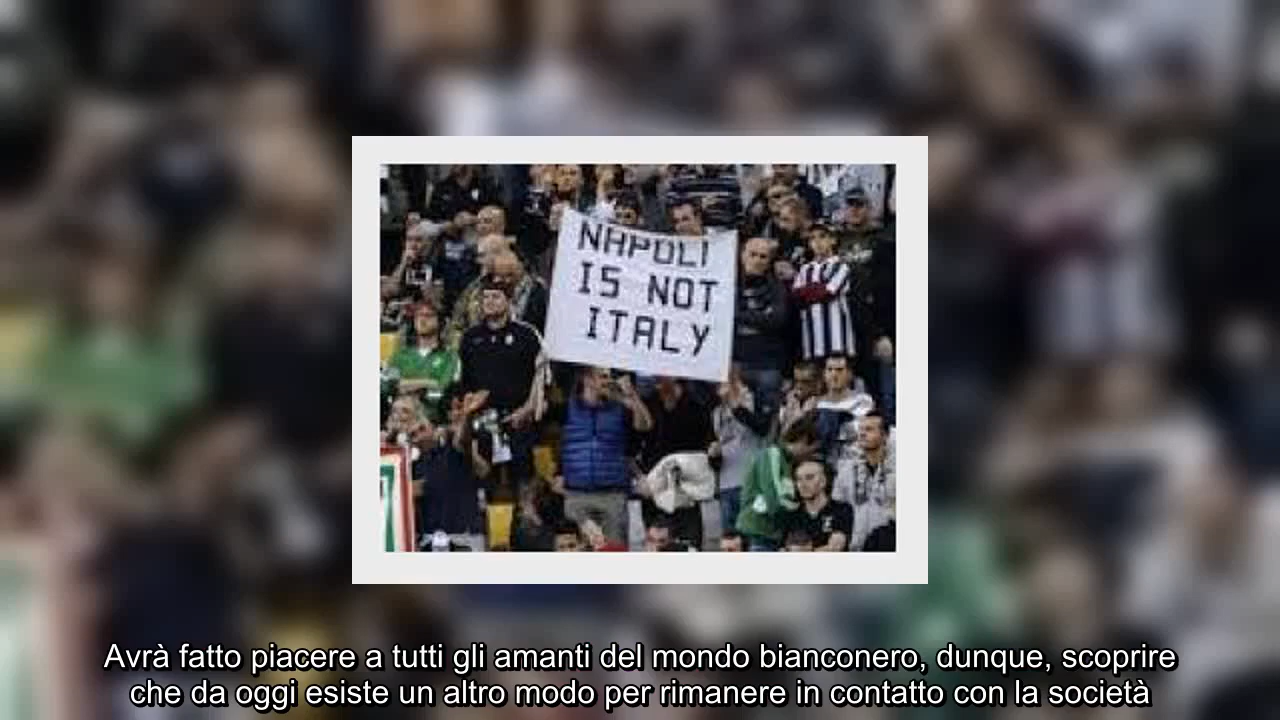 NAPOLI
IS NOT
ITALY
Avrà fatto piacere a tutti gli amanti del mondo bianconero, dunque, scoprire
che da oggi esiste un altro modo per rimanere in contatto con la società